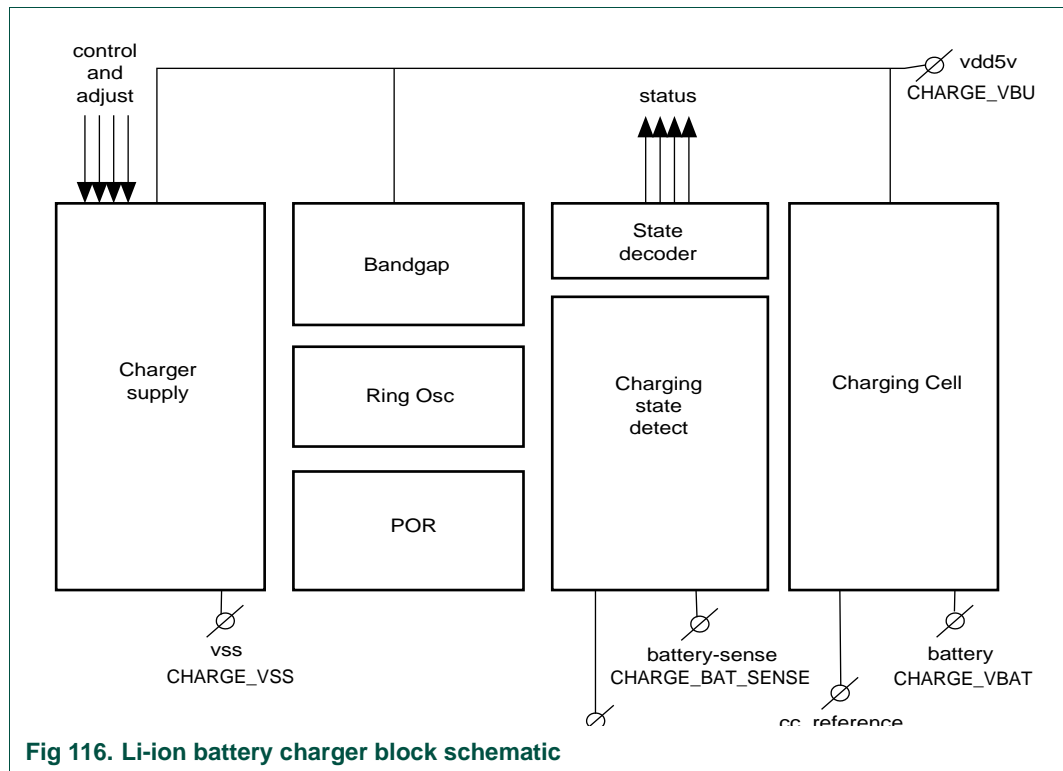 control
and
adjust
status
vdd5v
CHARGE_VBU
Charger
supply
Bandgap
Ring Osc
POR
State
decoder
Charging
state
detect
Charging Cell
vss
CHARGE_VSS
battery-sense
CHARGE_BAT_SENSE
battery
CHARGE_VBAT
cc_reference
Fig 116. Li-ion battery charger block schematic